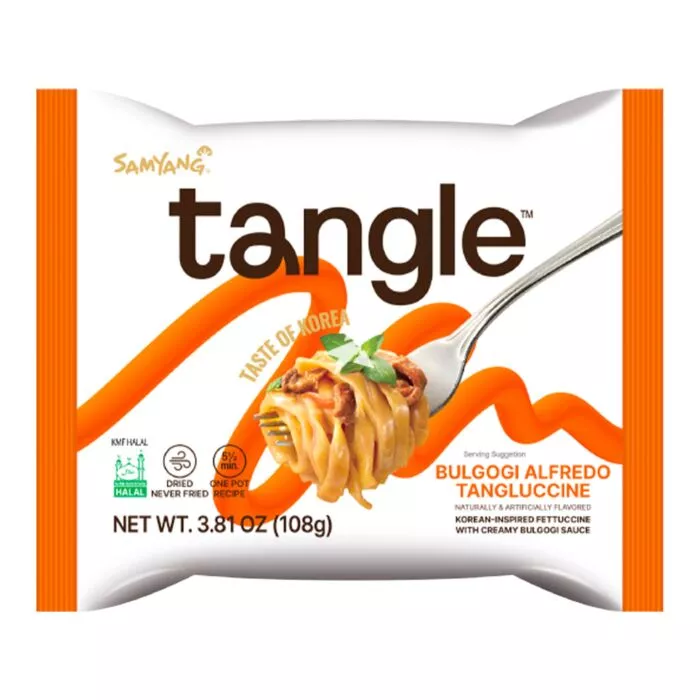 SAMYANG
tangle™
TASTE OF KOREA
KMF HALAL
HALAL
DRIED
NEVER FRIED
5½
min.
ONE POT
RECIPE
Serving Suggestion
BULGOGI ALFREDO
TANGLUCCINE
NATURALLY & ARTIFICIALLY FLAVORED
KOREAN-INSPIRED FETTUCCINE
WITH CREAMY BULGOGI SAUCE
NET WT. 3.81 OZ (108g)